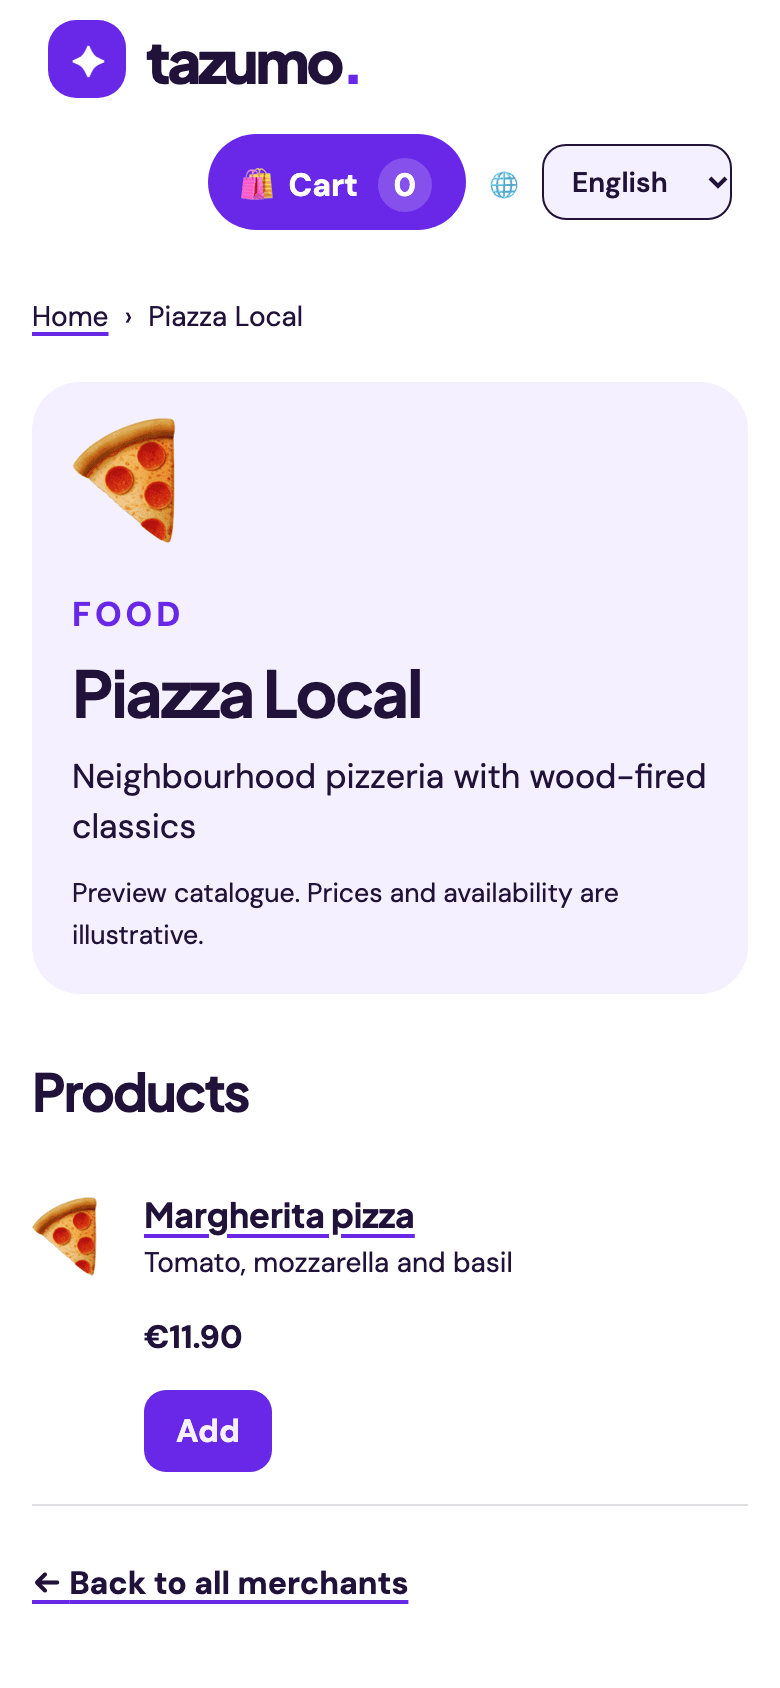 tazumo.
Cart 0
English
Home › Piazza Local
FOOD
Piazza Local
Neighbourhood pizzeria with wood-fired
classics
Preview catalogue. Prices and availability are
illustrative.
Products
Margherita pizza
Tomato, mozzarella and basil
€11.90
Add
← Back to all merchants